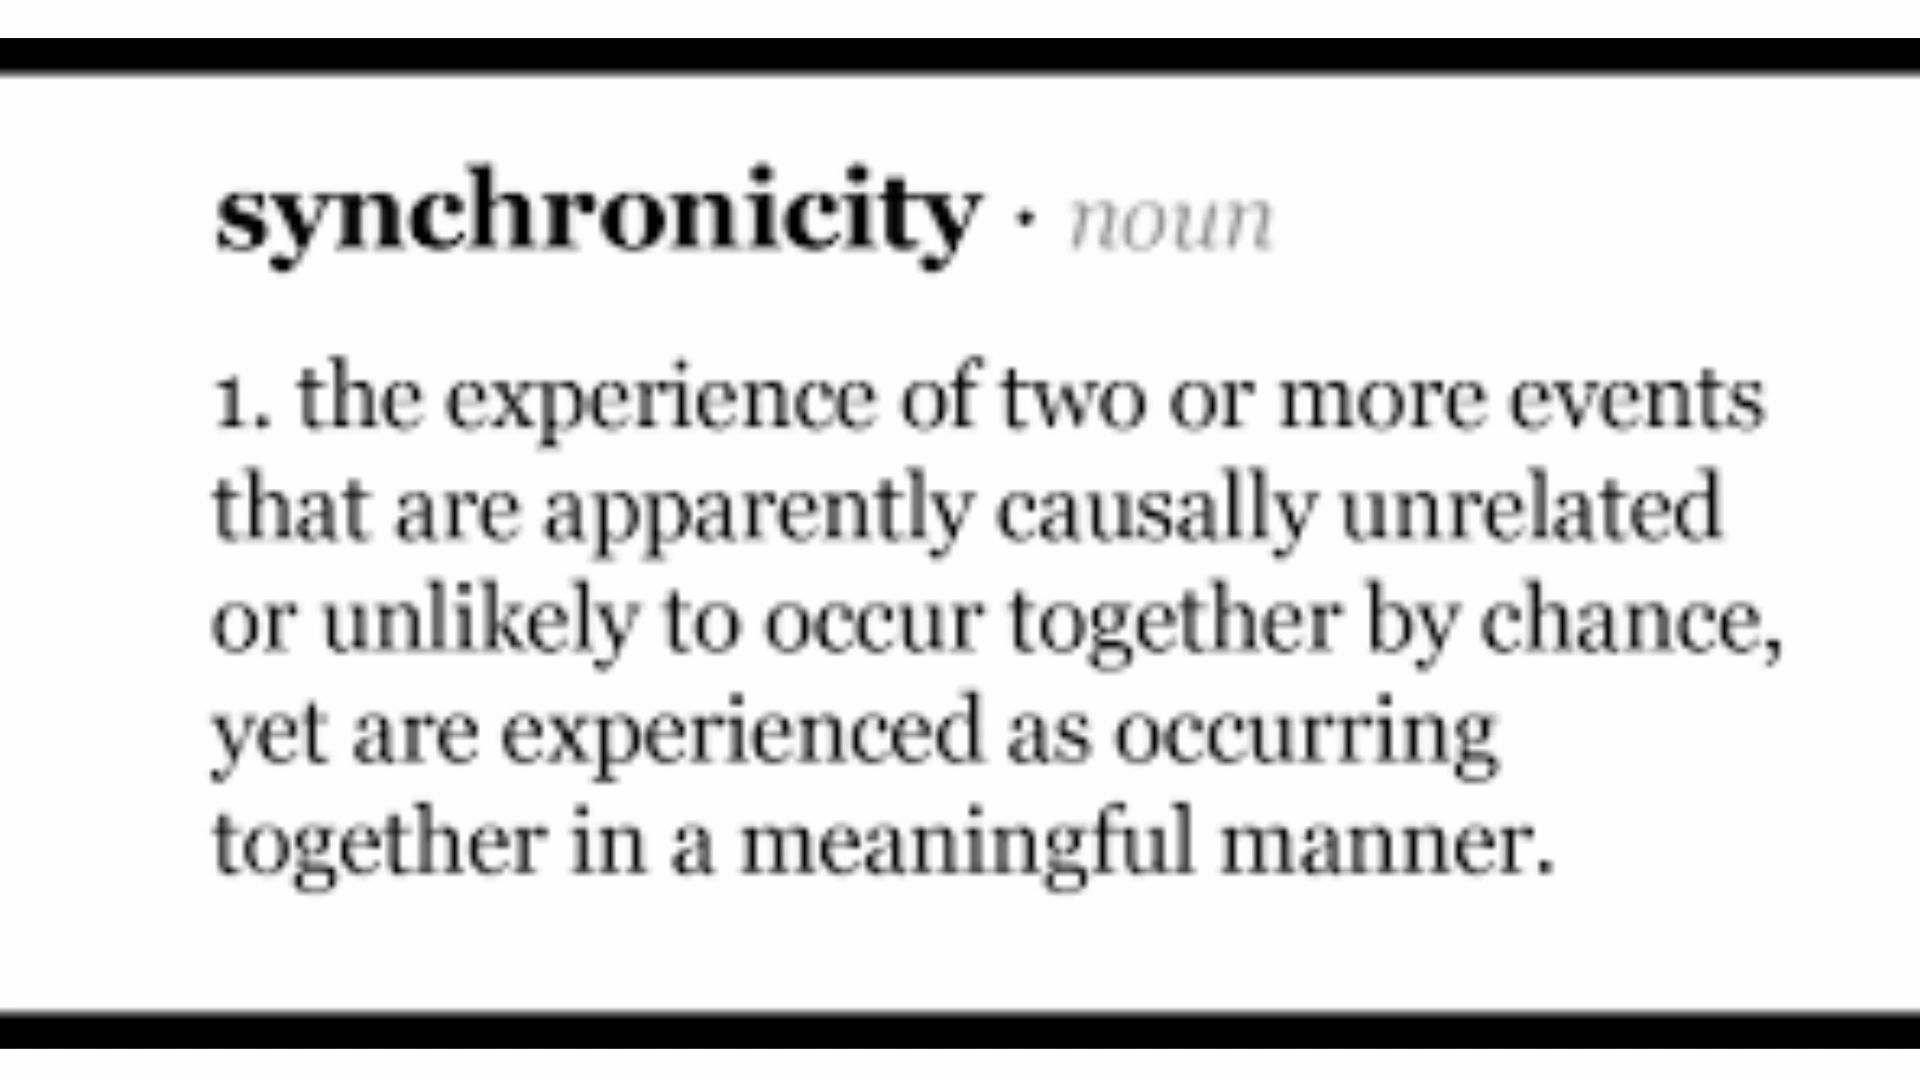 synchronicity · noun
1. the experience of two or more events
that are apparently causally unrelated
or unlikely to occur together by chance,
yet are experienced as occurring
together in a meaningful manner.